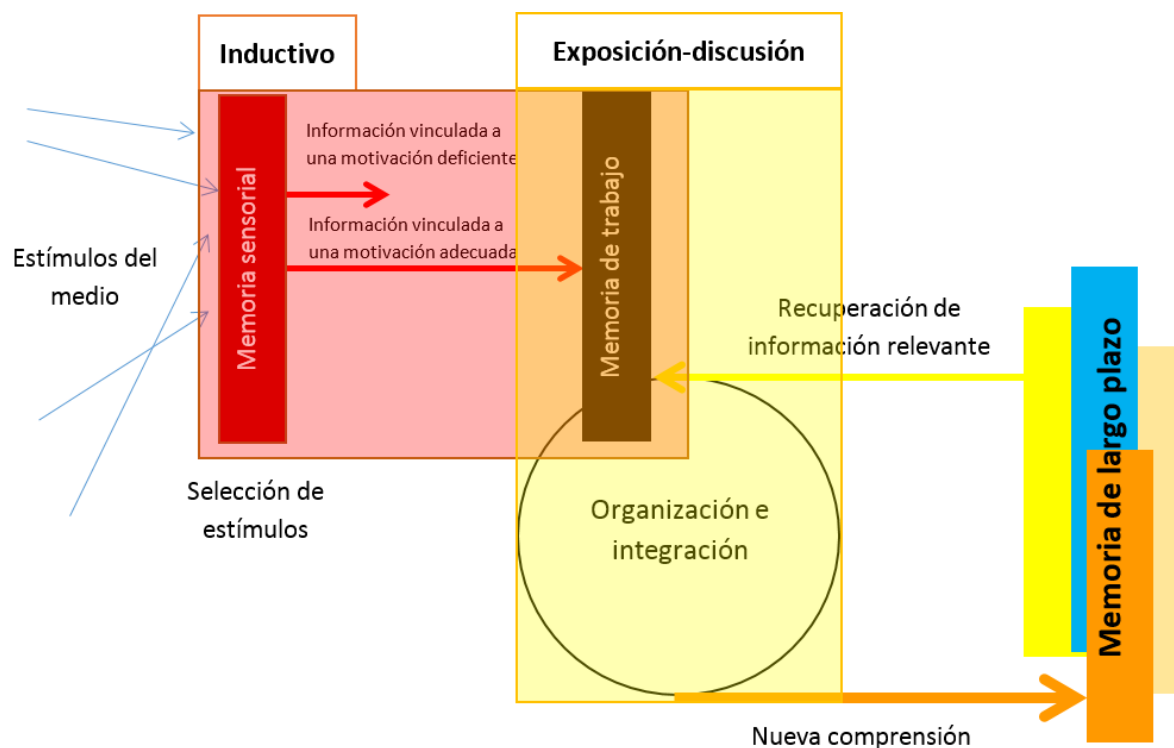 Inductivo
Exposición-discusión
Información vinculada a
una motivación deficiente
Información vinculada a
una motivación adecuada
Memoria sensorial
Memoria de trabajo
Estímulos del
medio
Selección de
estímulos
Recuperación de
información relevante
Organización e
integración
Memoria de largo plazo
Nueva comprensión